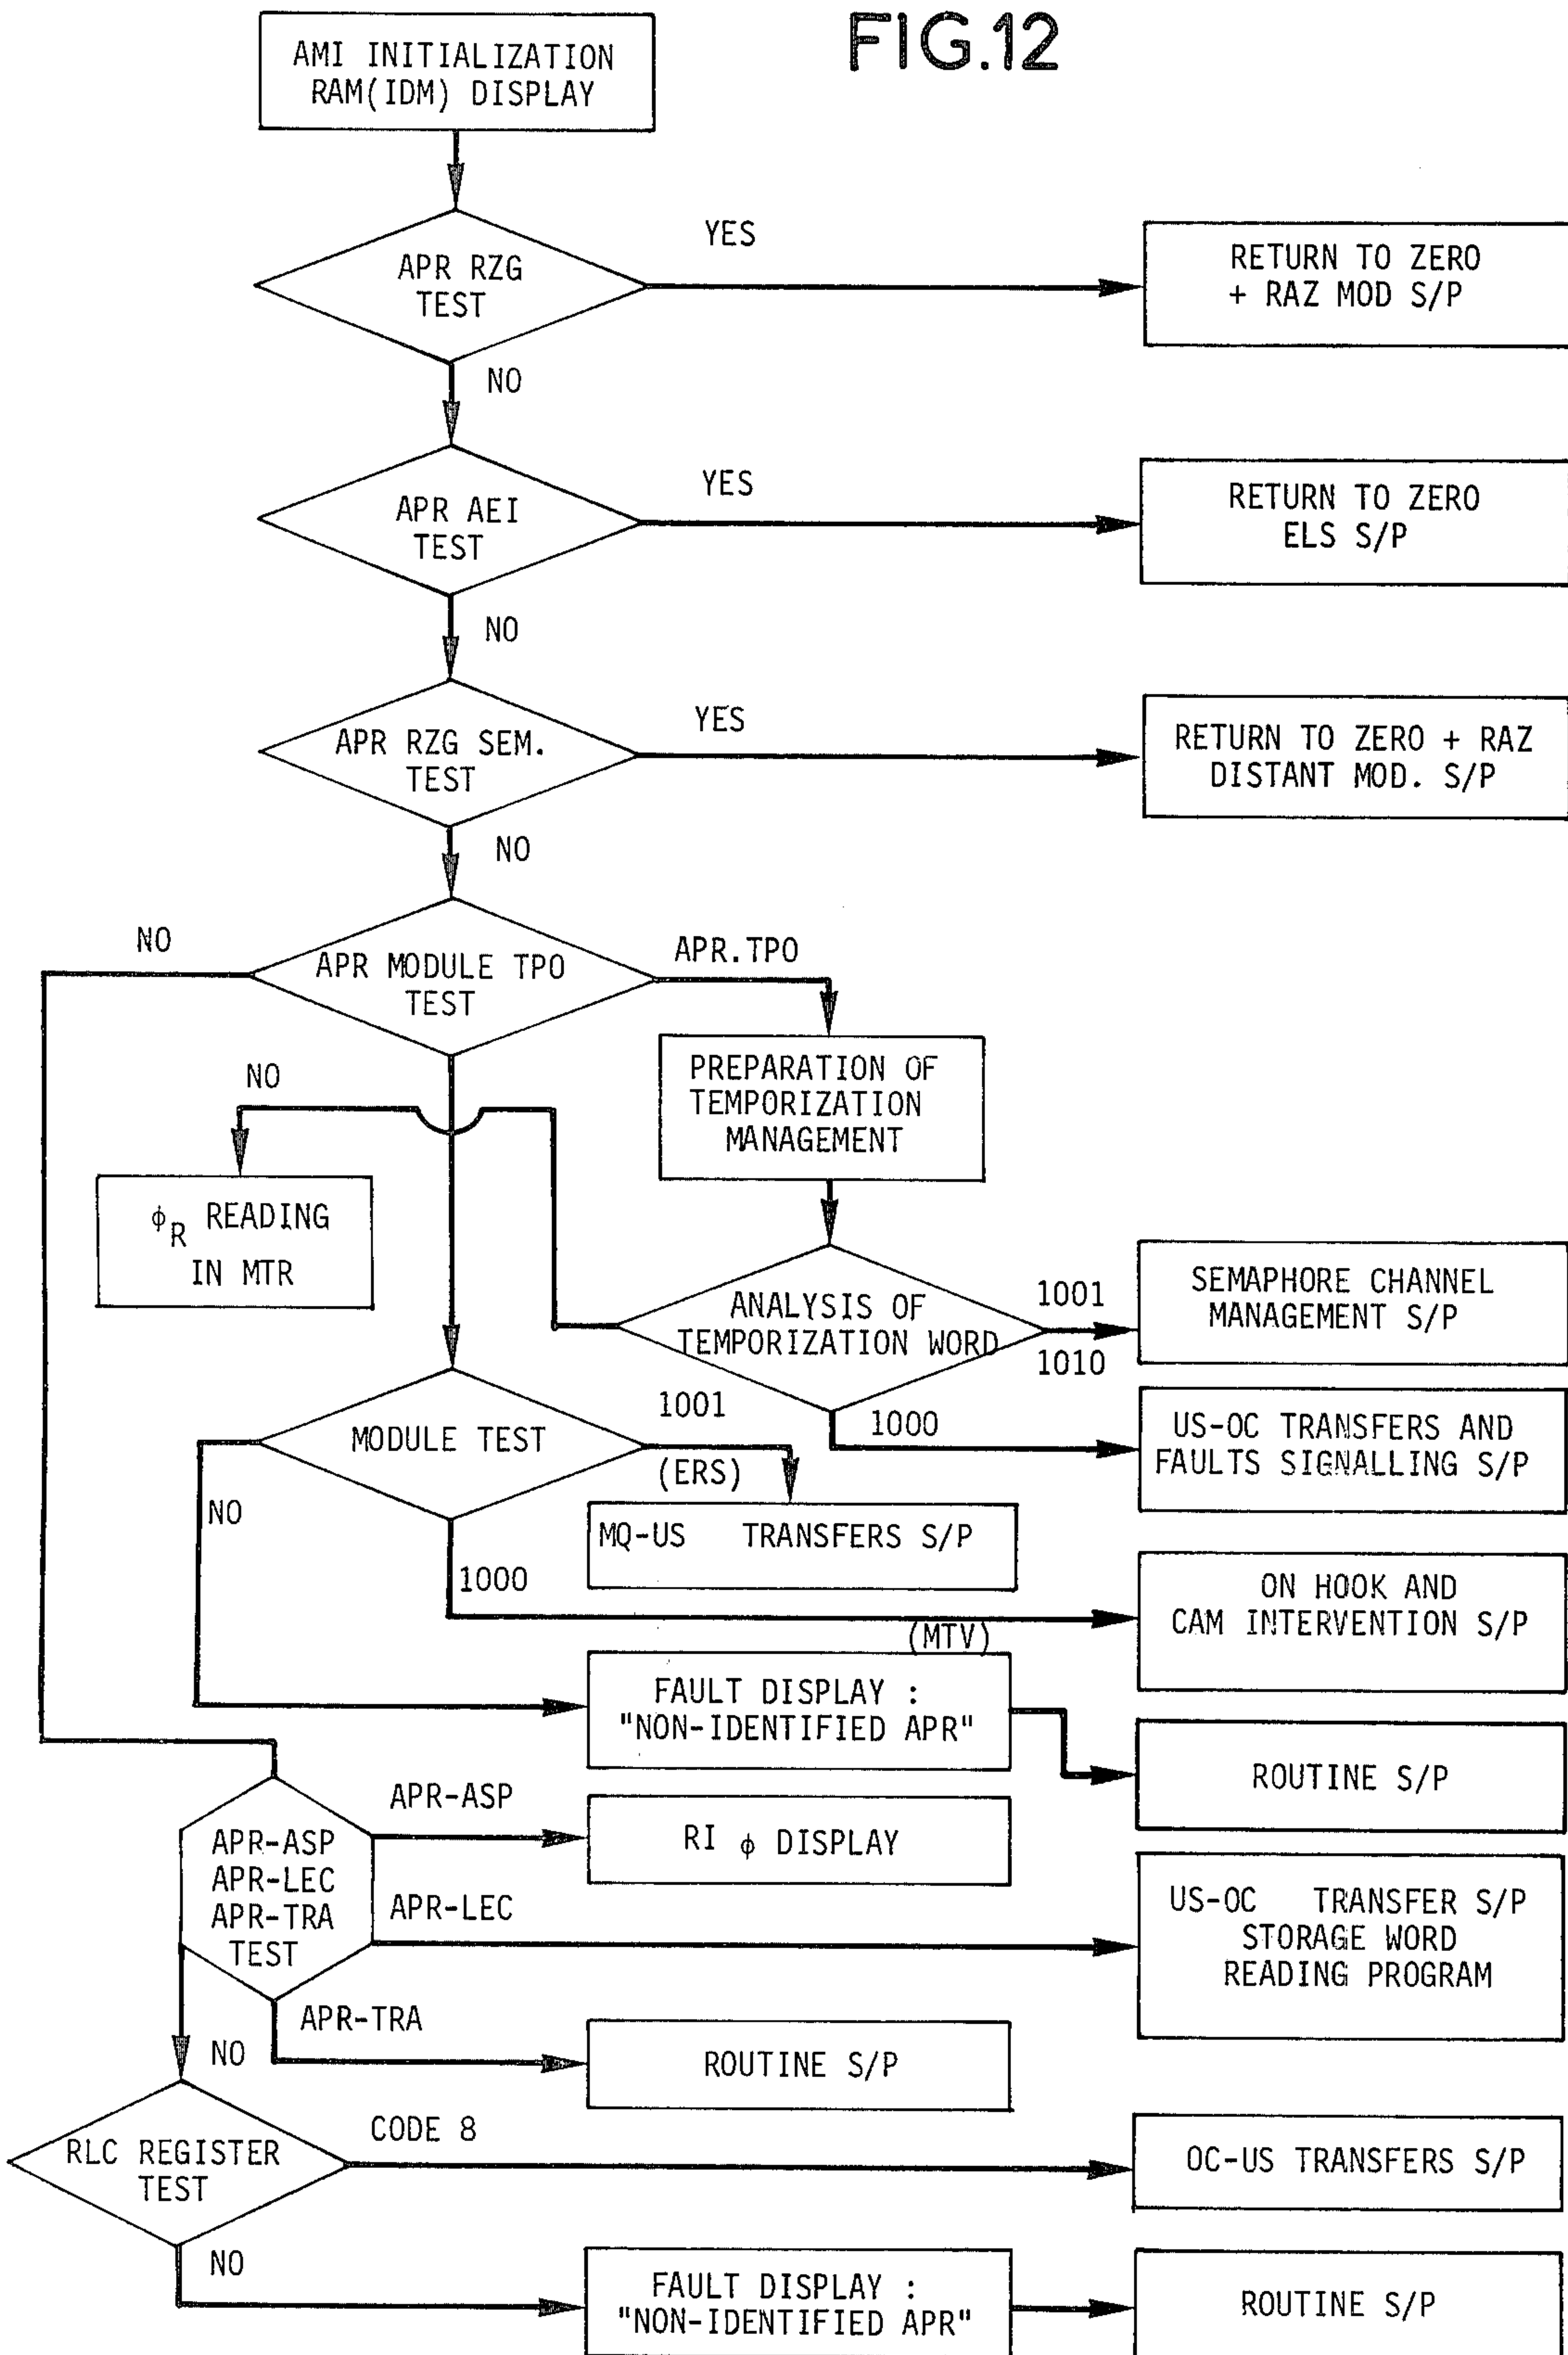 FIG.12
AMI INITIALIZATION
RAM(IDM) DISPLAY
APR RZG
TEST
YES
RETURN TO ZERO
+ RAZ MOD S/P
NO
APR AEI
TEST
YES
RETURN TO ZERO
ELS S/P
NO
APR RZG SEM.
TEST
YES
RETURN TO ZERO + RAZ
DISTANT MOD. S/P
NO
NO
APR MODULE TPO
TEST
APR.TPO
PREPARATION OF
TEMPORIZATION
MANAGEMENT
NO
ϕR READING
IN MTR
ANALYSIS OF
TEMPORIZATION WORD
1001
1010
SEMAPHORE CHANNEL
MANAGEMENT S/P
1000
US-OC TRANSFERS AND
FAULTS SIGNALLING S/P
MODULE TEST
1001
(ERS)
MQ-US TRANSFERS S/P
NO
1000
(MTV)
ON HOOK AND
CAM INTERVENTION S/P
FAULT DISPLAY :
"NON-IDENTIFIED APR"
ROUTINE S/P
APR-ASP
APR-LEC
APR-TRA
TEST
APR-ASP
RI ϕ DISPLAY
APR-LEC
US-OC TRANSFER S/P
STORAGE WORD
READING PROGRAM
APR-TRA
ROUTINE S/P
NO
RLC REGISTER
TEST
CODE 8
OC-US TRANSFERS S/P
NO
FAULT DISPLAY :
"NON-IDENTIFIED APR"
ROUTINE S/P